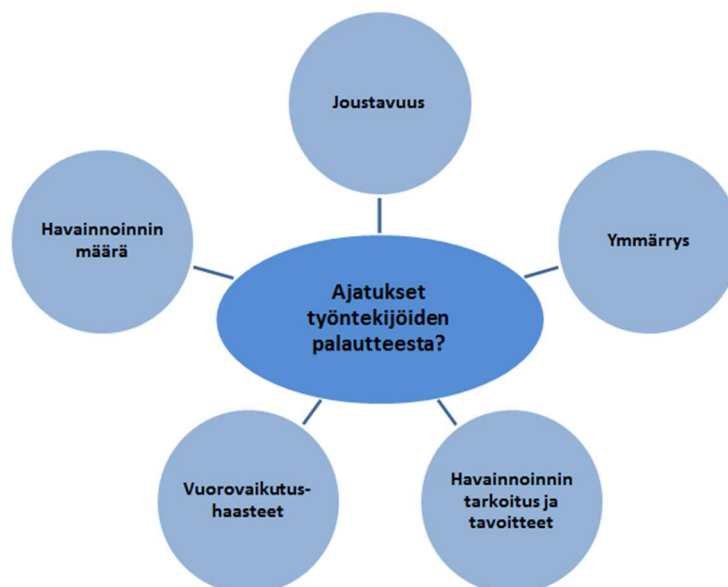 Joustavuus
Havainnoinnin
määrä
Ymmärrys
Ajatukset
työntekijöiden
palautteesta?
Vuorovaikutus-
haasteet
Havainnoinnin
tarkoitus ja
tavoitteet